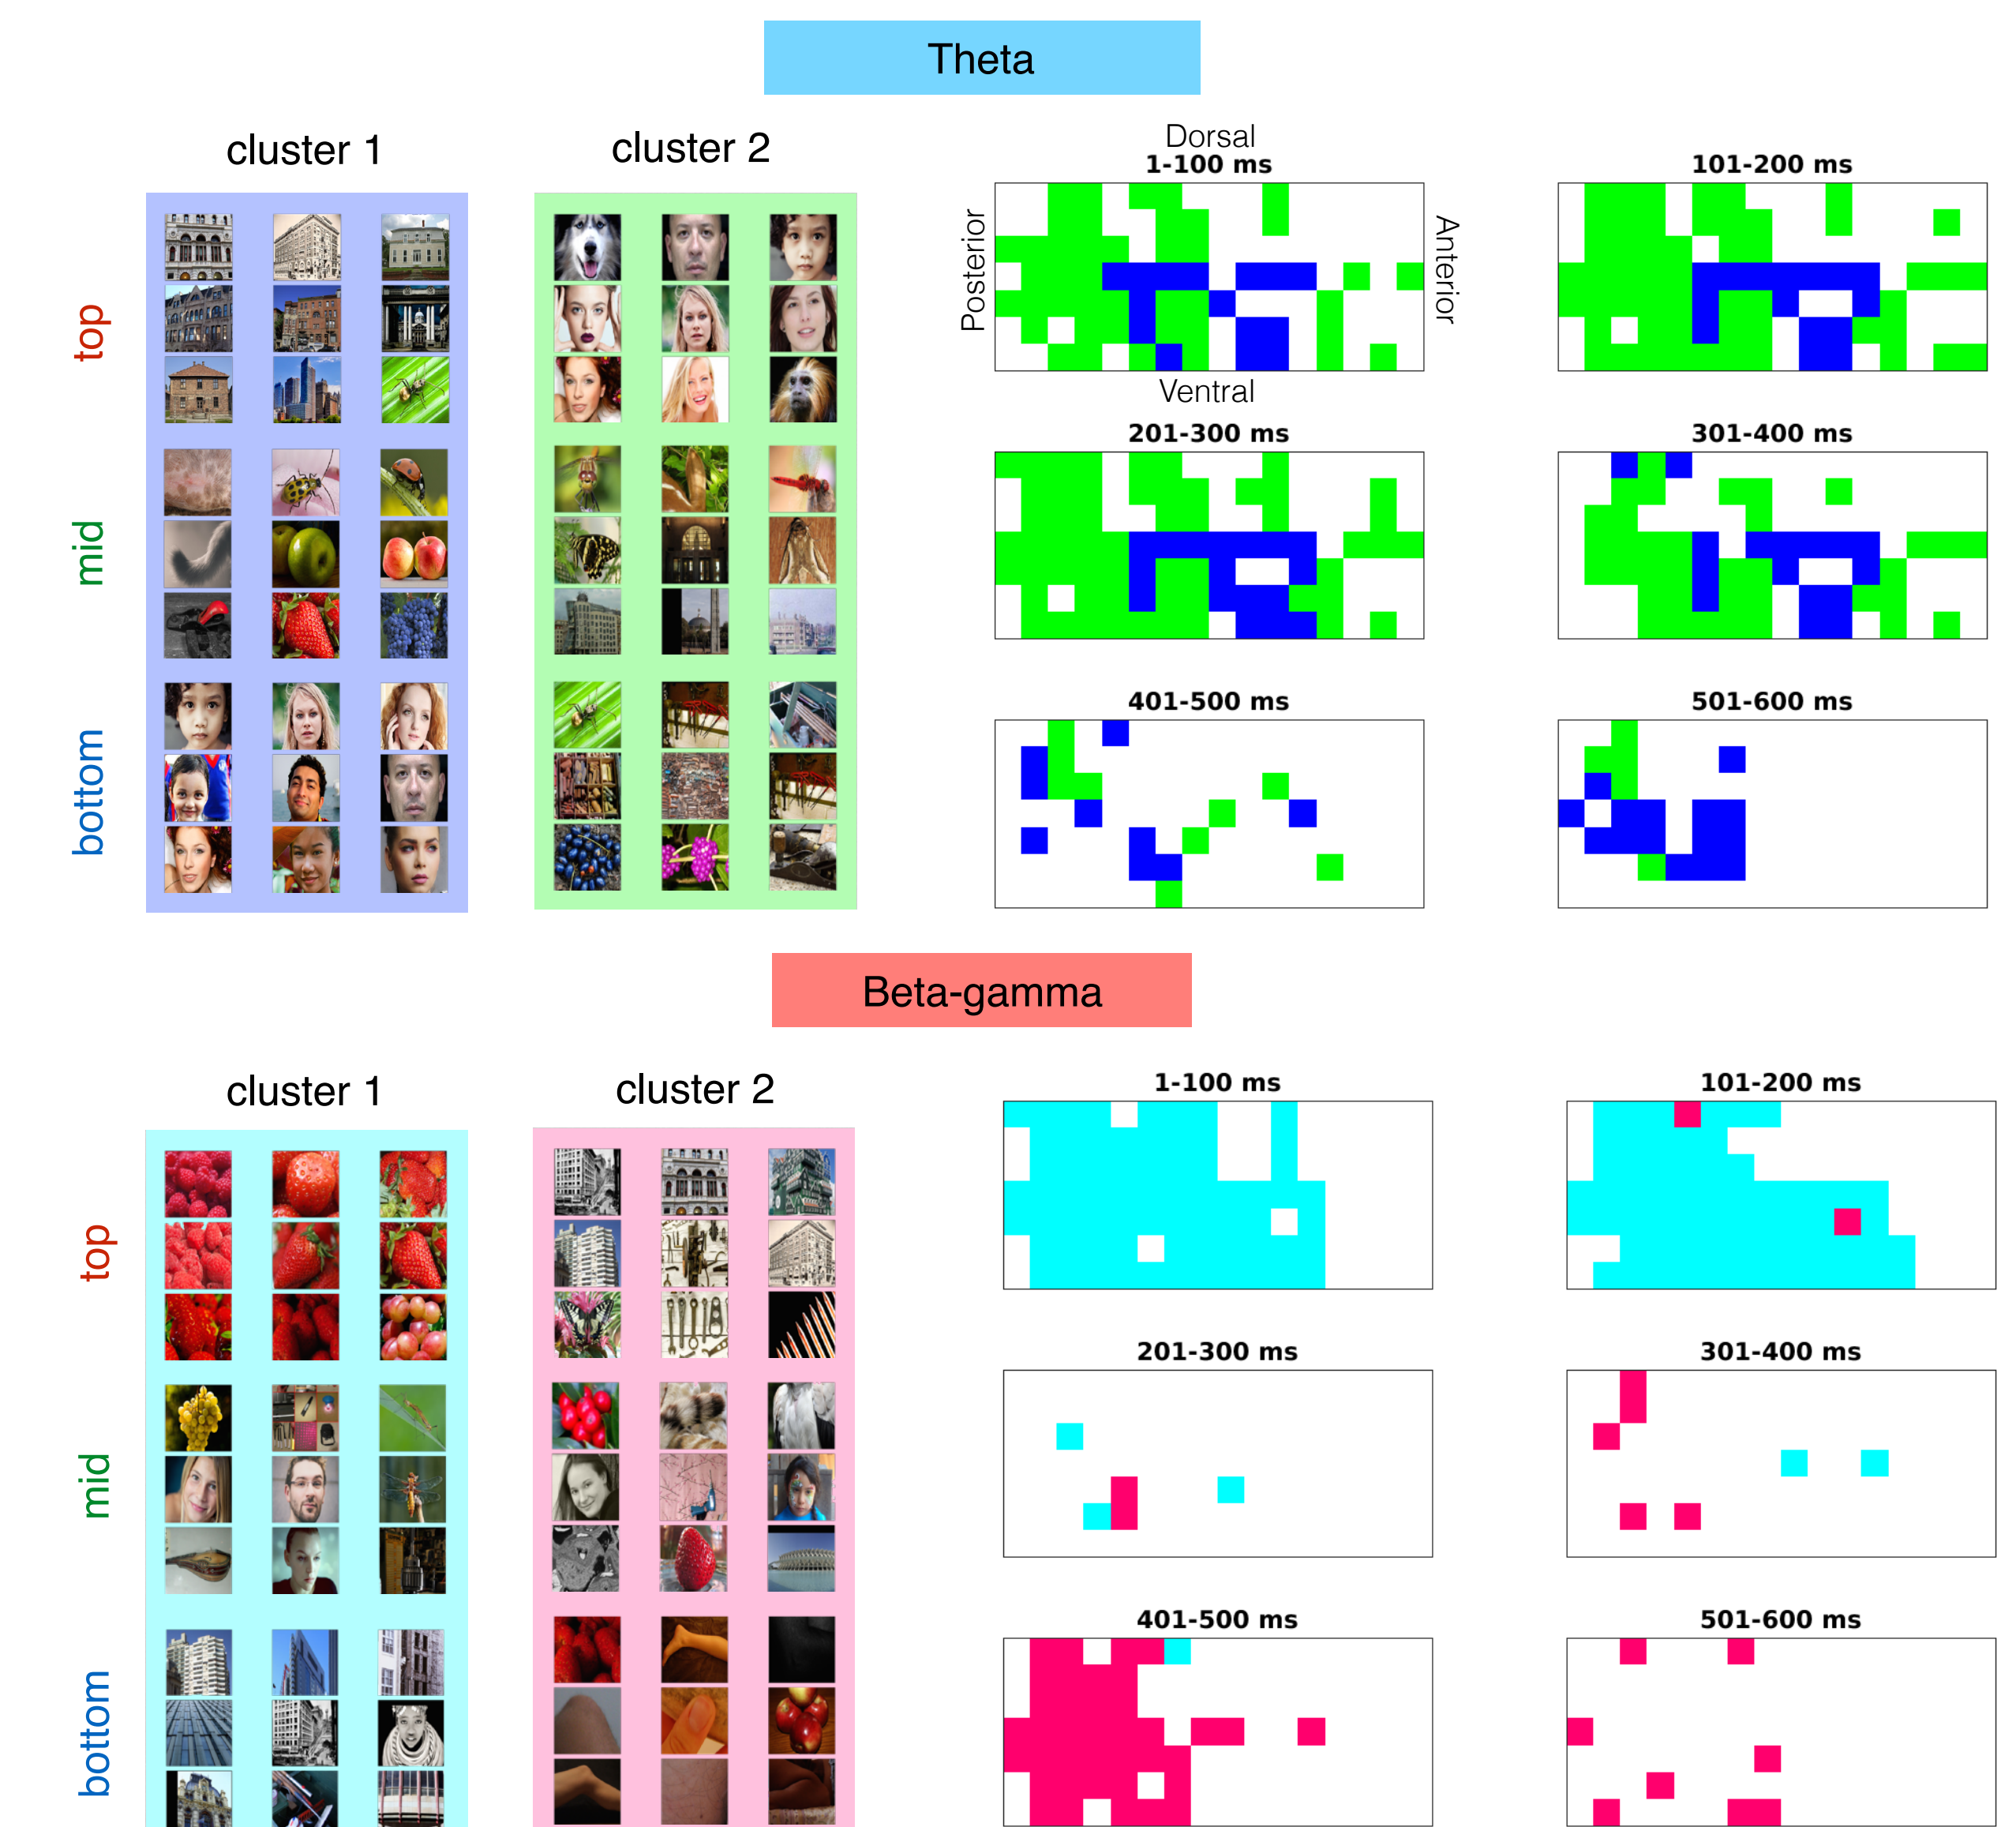 Theta
cluster 1
cluster 2
top
mid
bottom
Dorsal
1-100 ms
Posterior
Anterior
Ventral
101-200 ms
201-300 ms
301-400 ms
401-500 ms
501-600 ms
Beta-gamma
cluster 1
cluster 2
top
mid
bottom
1-100 ms
101-200 ms
201-300 ms
301-400 ms
401-500 ms
501-600 ms